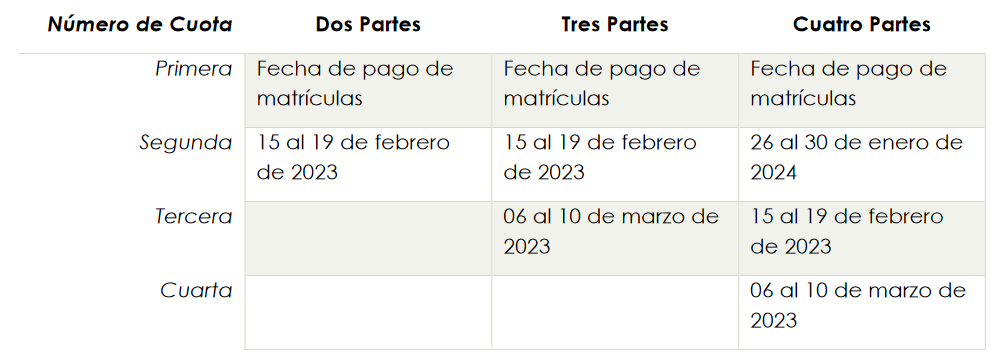 Número de Cuota Dos Partes Tres Partes Cuatro Partes
Primera Fecha de pago de Fecha de pago de Fecha de pago de
matrículas matrículas matrículas
Segunda 15 al 19 de febrero 15 al 19 de febrero 26 al 30 de enero de
de 2023 de 2023 2024
Tercera 06 al 10 de marzo de 15 al 19 de febrero
2023 de 2023
Cuarta 06 al 10 de marzo de
2023